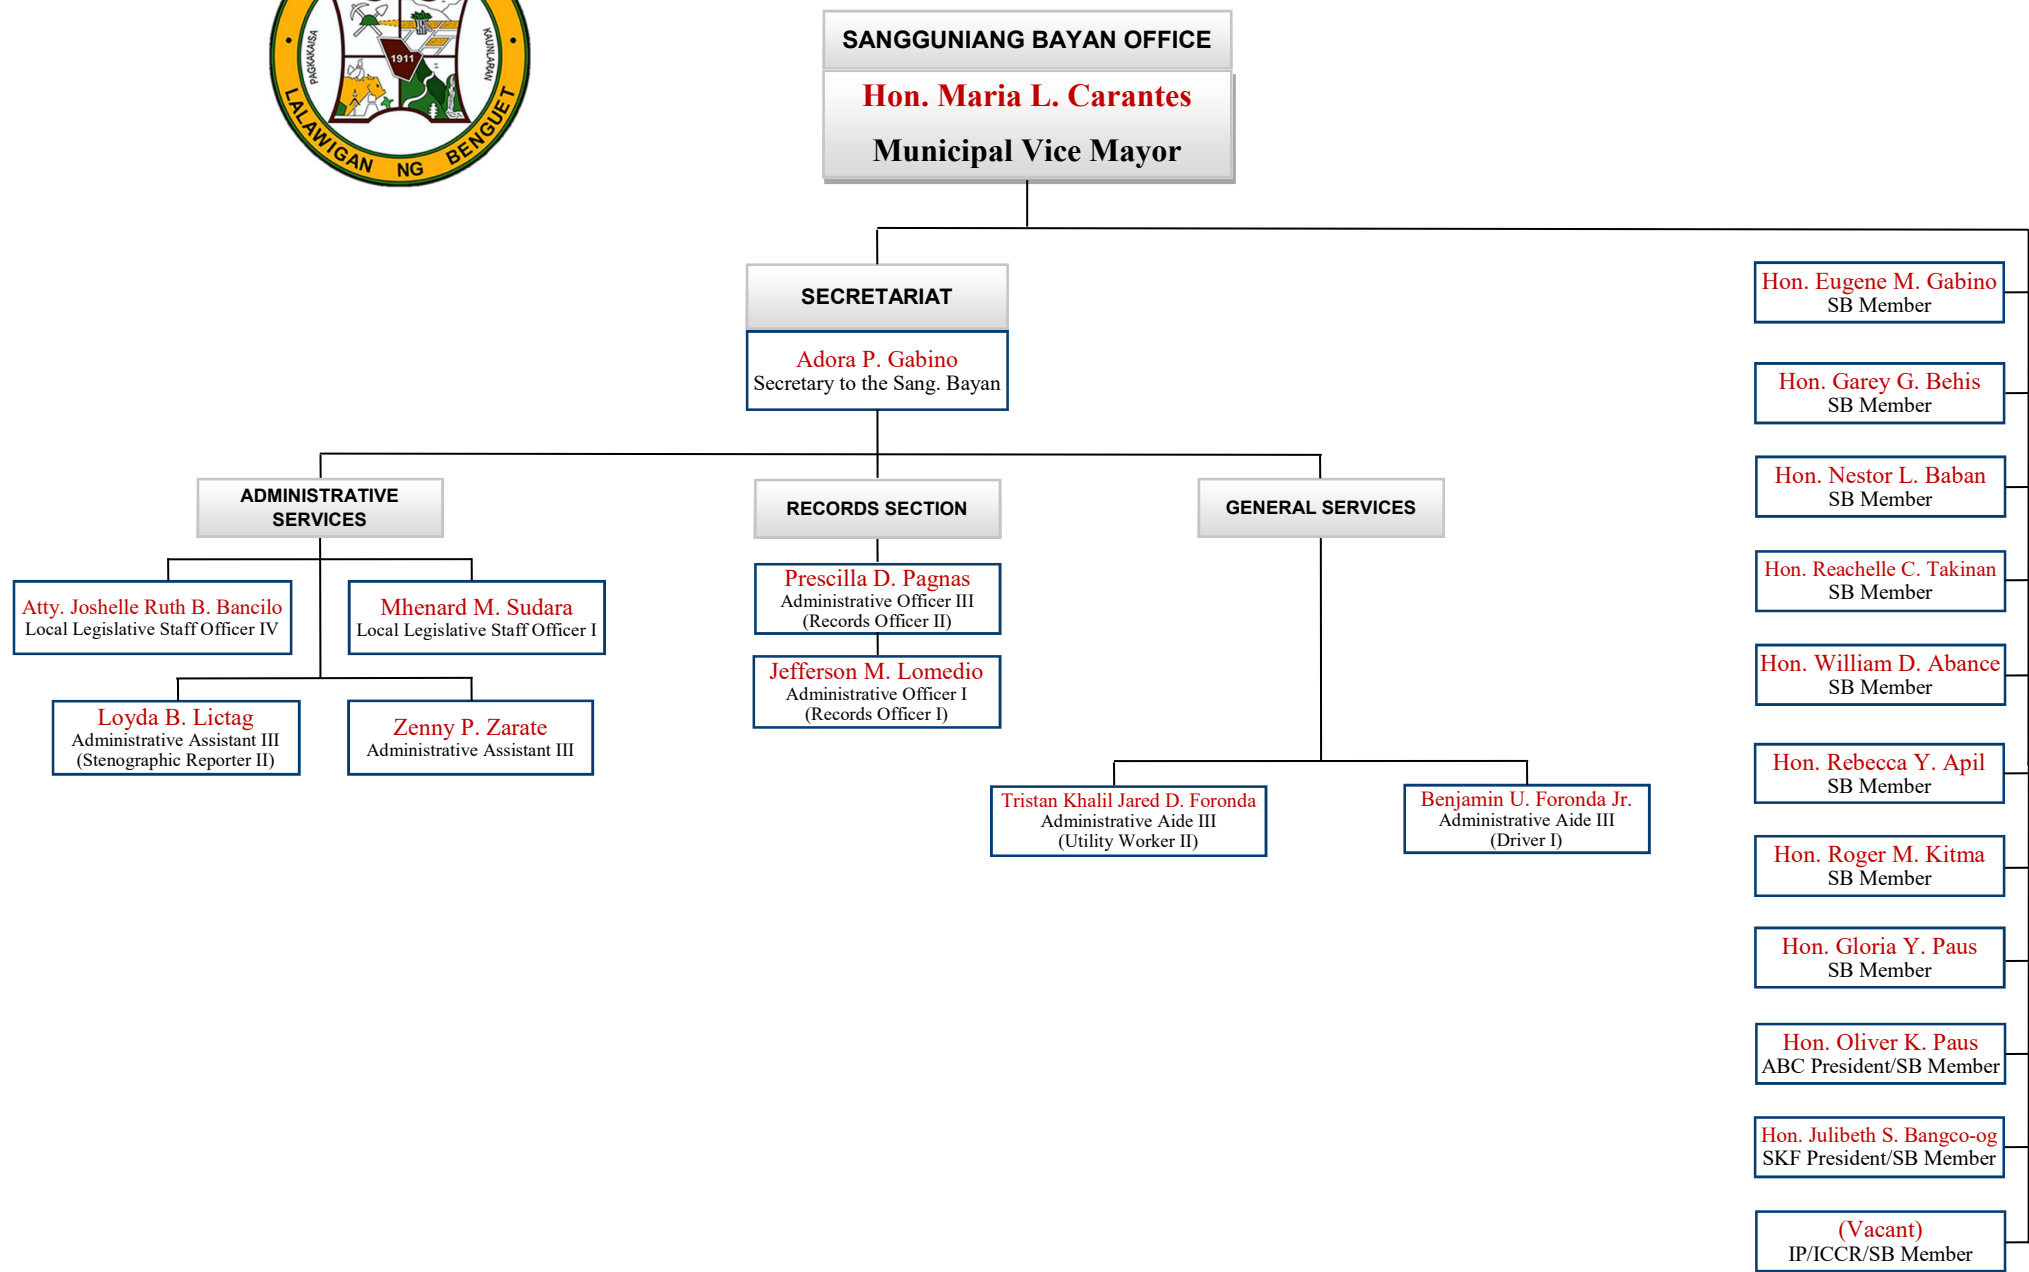 PAGKAKAISA
KAUNLARAN
1911
LALAWIGAN NG BENGUET
SANGGUNIANG BAYAN OFFICE
Hon. Maria L. Carantes
Municipal Vice Mayor
SECRETARIAT
Adora P. Gabino
Secretary to the Sang. Bayan
ADMINISTRATIVE
SERVICES
Atty. Joshelle Ruth B. Bancilo
Local Legislative Staff Officer IV
Mhenard M. Sudara
Local Legislative Staff Officer I
Loyda B. Lictag
Administrative Assistant III
(Stenographic Reporter II)
Zenny P. Zarate
Administrative Assistant III
RECORDS SECTION
Prescilla D. Pagnas
Administrative Officer III
(Records Officer II)
Jefferson M. Lomedio
Administrative Officer I
(Records Officer I)
GENERAL SERVICES
Tristan Khalil Jared D. Foronda
Administrative Aide III
(Utility Worker II)
Benjamin U. Foronda Jr.
Administrative Aide III
(Driver I)
Hon. Eugene M. Gabino
SB Member
Hon. Garey G. Behis
SB Member
Hon. Nestor L. Baban
SB Member
Hon. Reachelle C. Takinan
SB Member
Hon. William D. Abance
SB Member
Hon. Rebecca Y. Apil
SB Member
Hon. Roger M. Kitma
SB Member
Hon. Gloria Y. Paus
SB Member
Hon. Oliver K. Paus
ABC President/SB Member
Hon. Julibeth S. Bangco-og
SKF President/SB Member
(Vacant)
IP/ICCR/SB Member